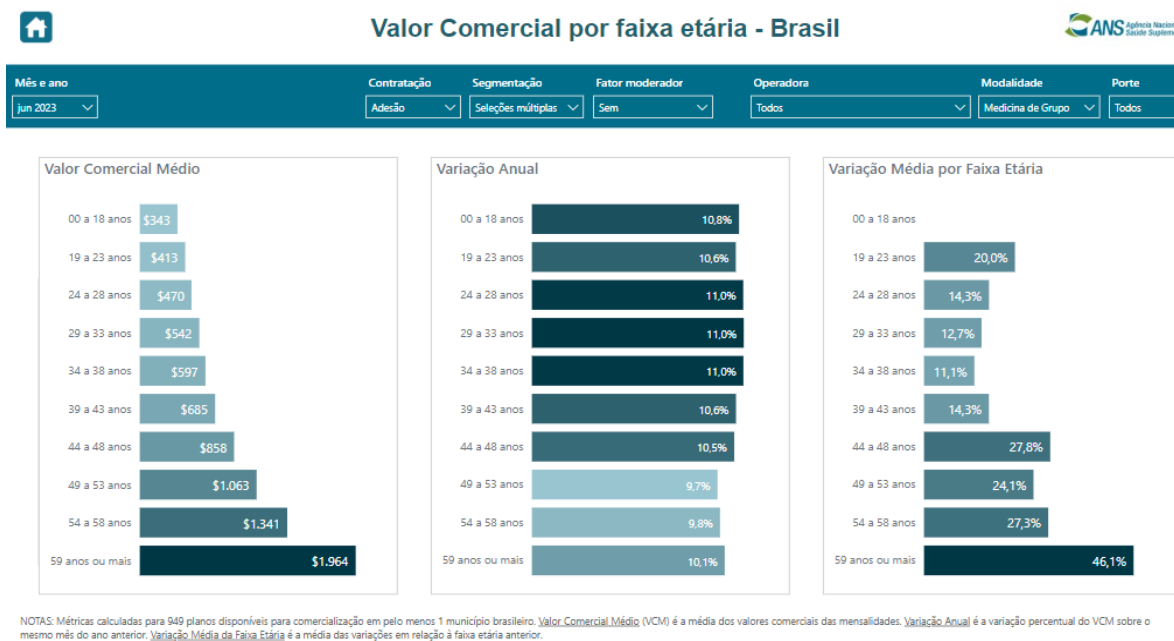 Valor Comercial por faixa etária - Brasil
ANS Agência Nacion
Saúde Supleme
Mês e ano
jun 2023
Contratação
Adesão
Segmentação
Seleções múltiplas
Fator moderador
Sem
Operadora
Todos
Modalidade
Medicina de Grupo
Porte
Todos
Valor Comercial Médio
00 a 18 anos $343
19 a 23 anos $413
24 a 28 anos $470
29 a 33 anos $542
34 a 38 anos $597
39 a 43 anos $685
44 a 48 anos $858
49 a 53 anos $1.063
54 a 58 anos $1.341
59 anos ou mais $1.964
Variação Anual
00 a 18 anos 10,8%
19 a 23 anos 10,6%
24 a 28 anos 11,0%
29 a 33 anos 11,0%
34 a 38 anos 11,0%
39 a 43 anos 10,6%
44 a 48 anos 10,5%
49 a 53 anos 9,7%
54 a 58 anos 9,8%
59 anos ou mais 10,1%
Variação Média por Faixa Etária
00 a 18 anos
19 a 23 anos 20,0%
24 a 28 anos 14,3%
29 a 33 anos 12,7%
34 a 38 anos 11,1%
39 a 43 anos 14,3%
44 a 48 anos 27,8%
49 a 53 anos 24,1%
54 a 58 anos 27,3%
59 anos ou mais 46,1%
NOTAS: Métricas calculadas para 949 planos disponíveis para comercialização em pelo menos 1 município brasileiro. Valor Comercial Médio (VCM) é a média dos valores comerciais das mensalidades. Variação Anual é a variação percentual do VCM sobre o
mesmo mês do ano anterior. Variação Média da Faixa Etária é a média das variações em relação à faixa etária anterior.